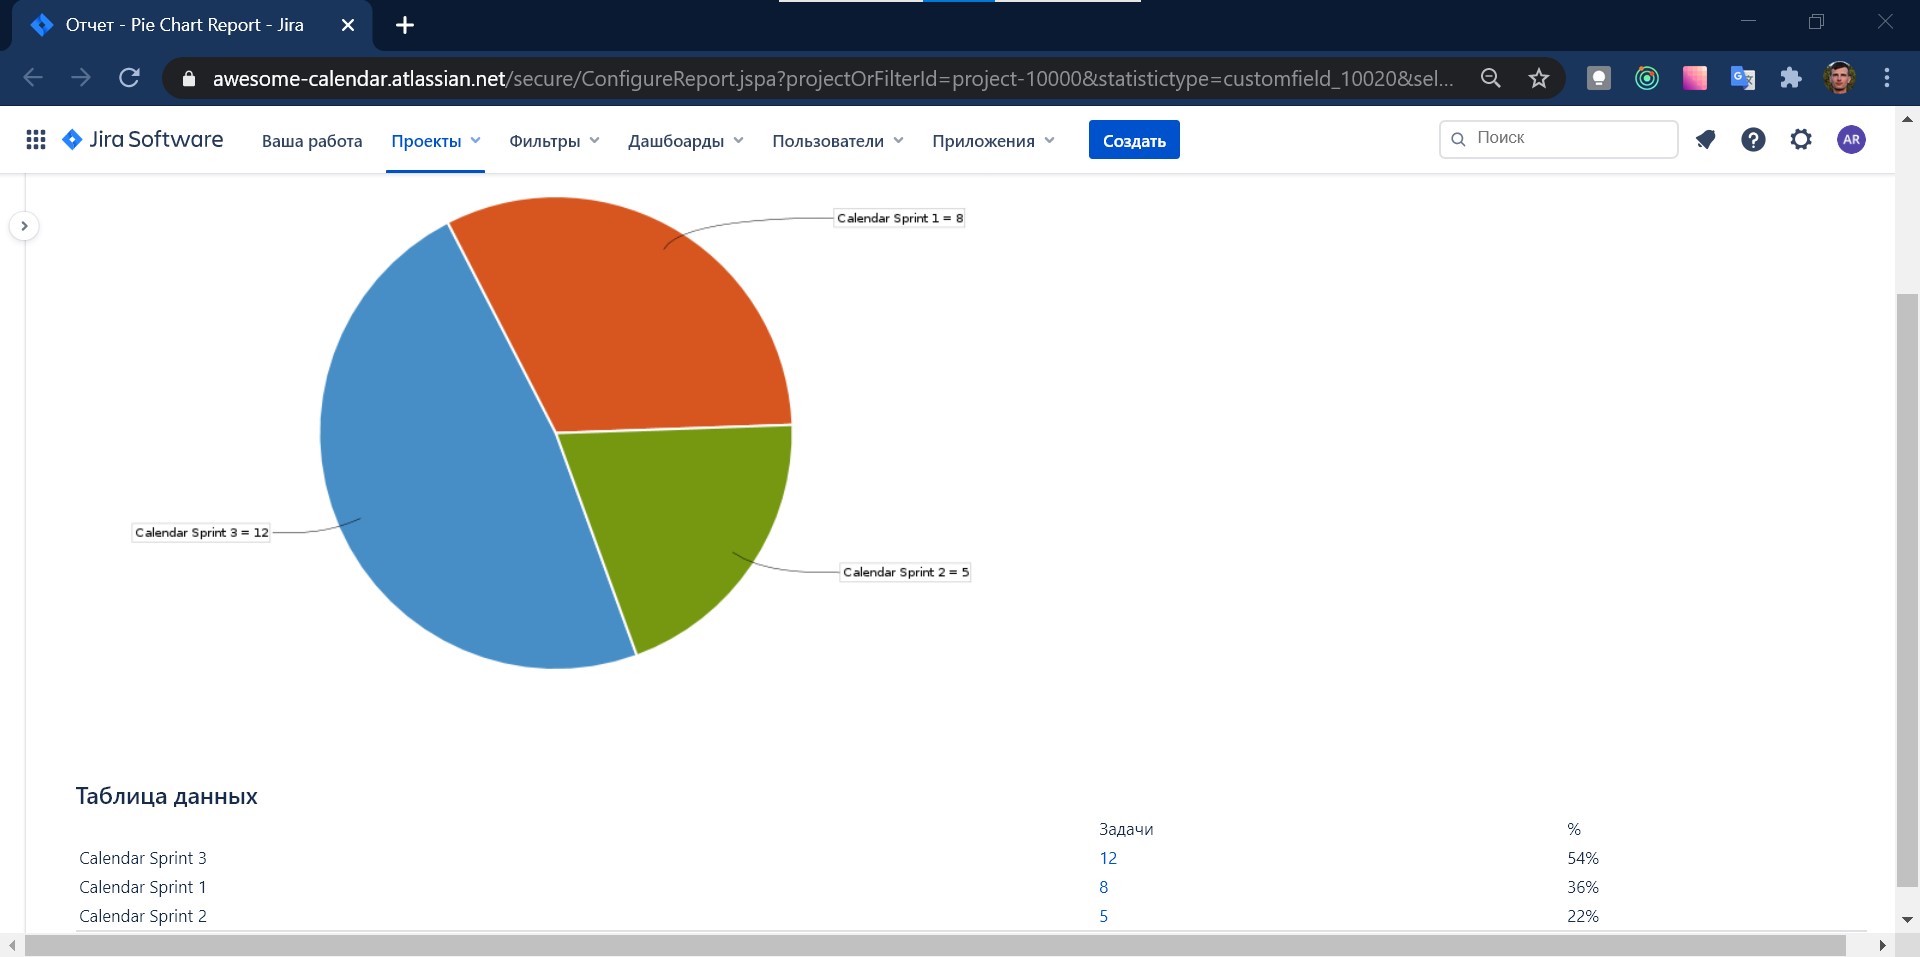 Отчет - Pie Chart Report - Jira
awesome-calendar.atlassian.net/secure/ConfigureReport.jspa?projectOrFilterId=project-10000&statistictype=customfield_10020&sel...
Jira Software Ваша работа Проекты Фильтры Дашбоарды Пользователи Приложения Создать Поиск AR
Calendar Sprint 1 = 8
Calendar Sprint 3 = 12
Calendar Sprint 2 = 5
Таблица данных
Задачи %
Calendar Sprint 3 12 54%
Calendar Sprint 1 8 36%
Calendar Sprint 2 5 22%